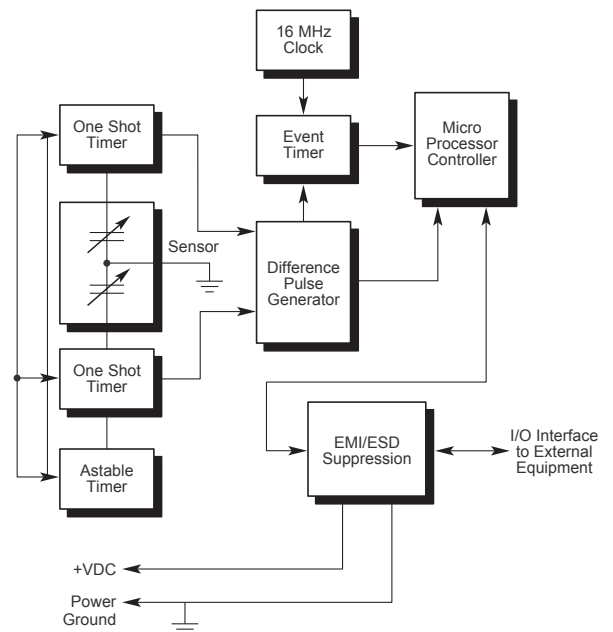 16 MHz
Clock
One Shot
Timer
Event
Timer
Micro
Processor
Controller
Sensor
Difference
Pulse
Generator
One Shot
Timer
Astable
Timer
EMI/ESD
Suppression
I/O Interface
to External
Equipment
+VDC
Power
Ground